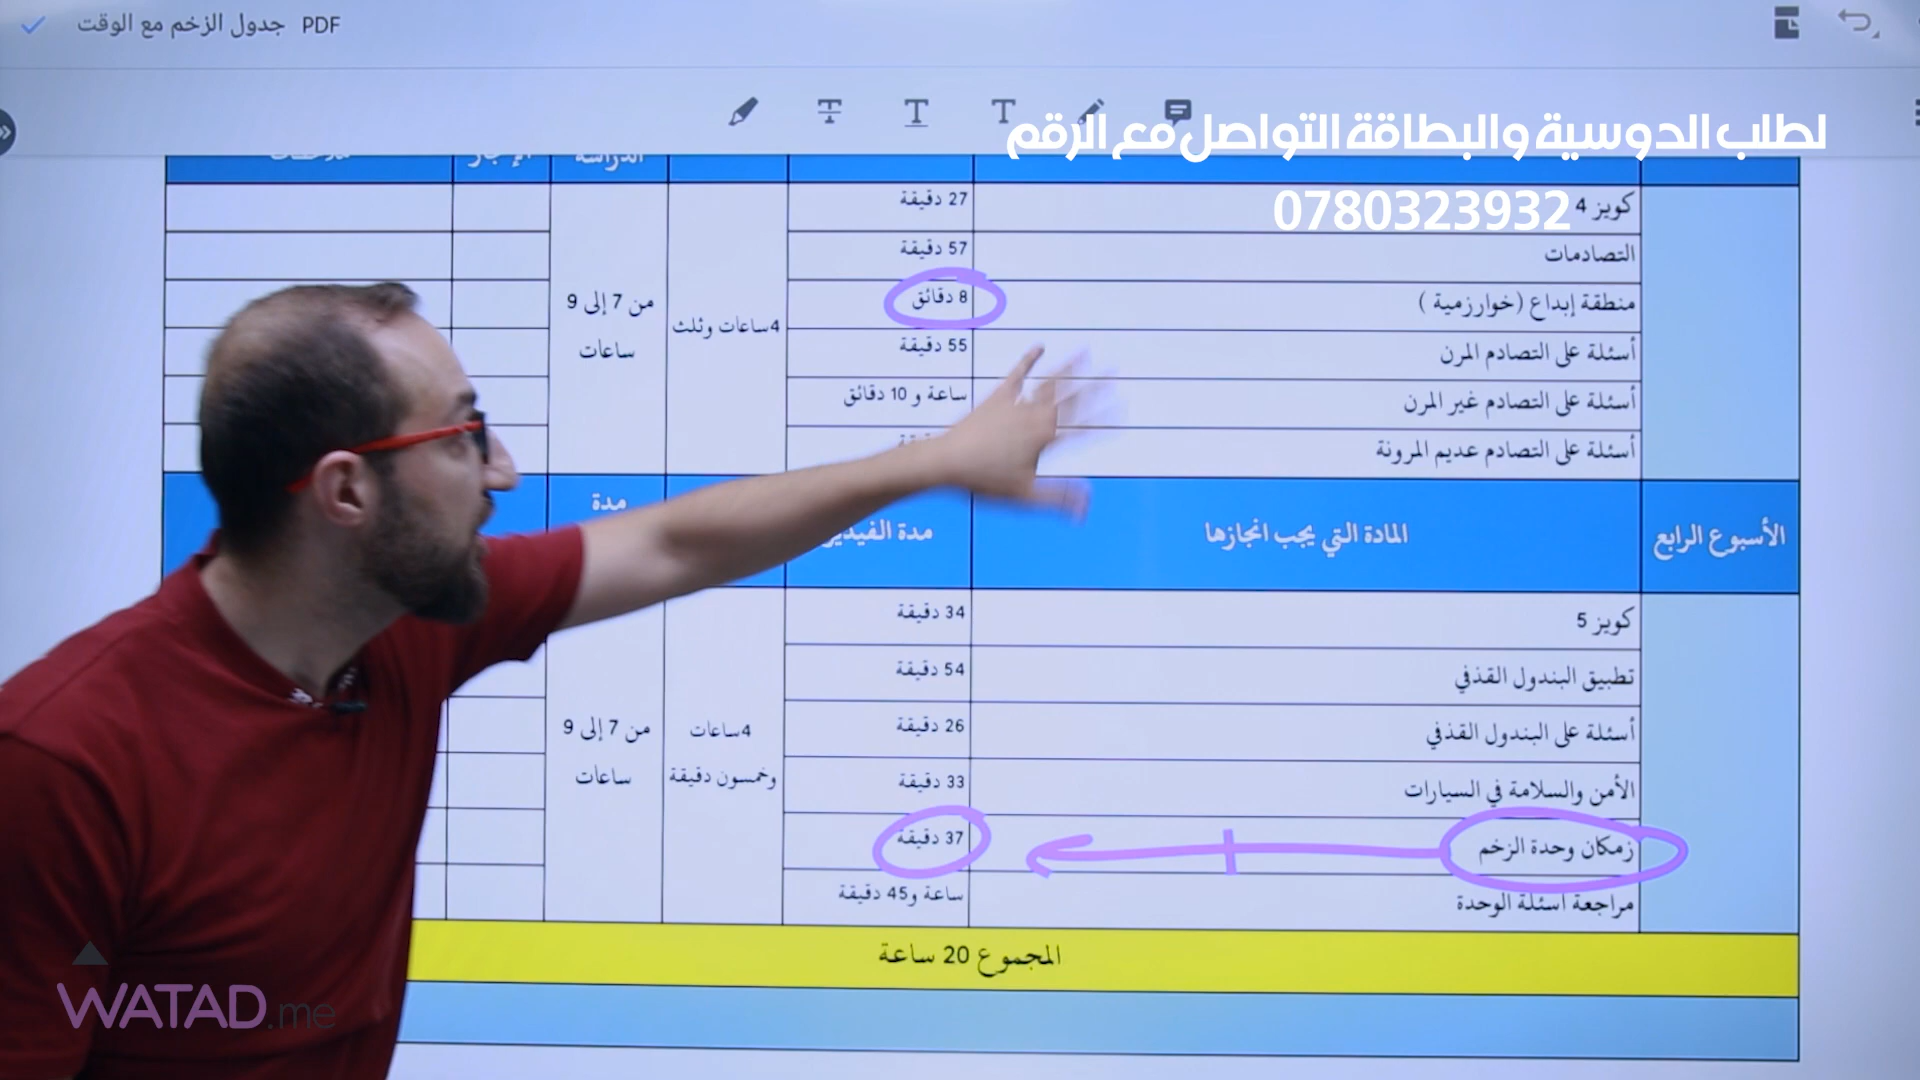 PDF جدول الزخم مع الوقت
لطلب الدوسية والبطاقة التواصل مع الرقم
0780323932
كويز 4
27 دقيقة
التصادمات
57 دقيقة
منطقة إبداع (خوارزمية )
8 دقائق
أسئلة على التصادم المرن
55 دقيقة
أسئلة على التصادم غير المرن
ساعة و 10 دقائق
أسئلة على التصادم عديم المرونة
4ساعات وثلث
من 7 إلى 9
ساعات
الأسبوع الرابع
المادة التي يجب انجازها
مدة الفيديو
مدة
كويز 5
34 دقيقة
تطبيق البندول القذفي
54 دقيقة
أسئلة على البندول القذفي
26 دقيقة
الأمن والسلامة في السيارات
33 دقيقة
زمكان وحدة الزخم
37 دقيقة
مراجعة اسئلة الوحدة
ساعة و45 دقيقة
4ساعات
وخمسون دقيقة
من 7 إلى 9
ساعات
المجموع 20 ساعة
WATAD.me